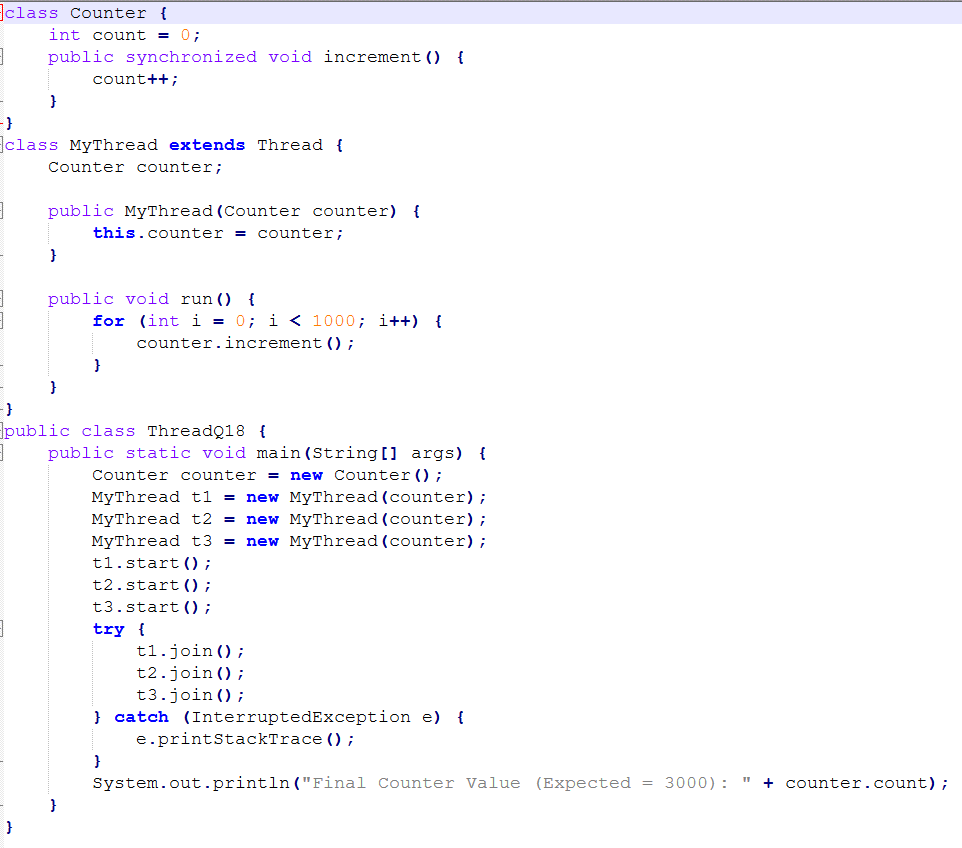 class Counter {
    int count = 0;
    public synchronized void increment() {
        count++;
    }
}
class MyThread extends Thread {
    Counter counter;

    public MyThread(Counter counter) {
        this.counter = counter;
    }

    public void run() {
        for (int i = 0; i < 1000; i++) {
            counter.increment();
        }
    }
}
public class ThreadQ18 {
    public static void main(String[] args) {
        Counter counter = new Counter();
        MyThread t1 = new MyThread(counter);
        MyThread t2 = new MyThread(counter);
        MyThread t3 = new MyThread(counter);
        t1.start();
        t2.start();
        t3.start();
        try {
            t1.join();
            t2.join();
            t3.join();
        } catch (InterruptedException e) {
            e.printStackTrace();
        }
        System.out.println("Final Counter Value (Expected = 3000): " + counter.count);
    }
}